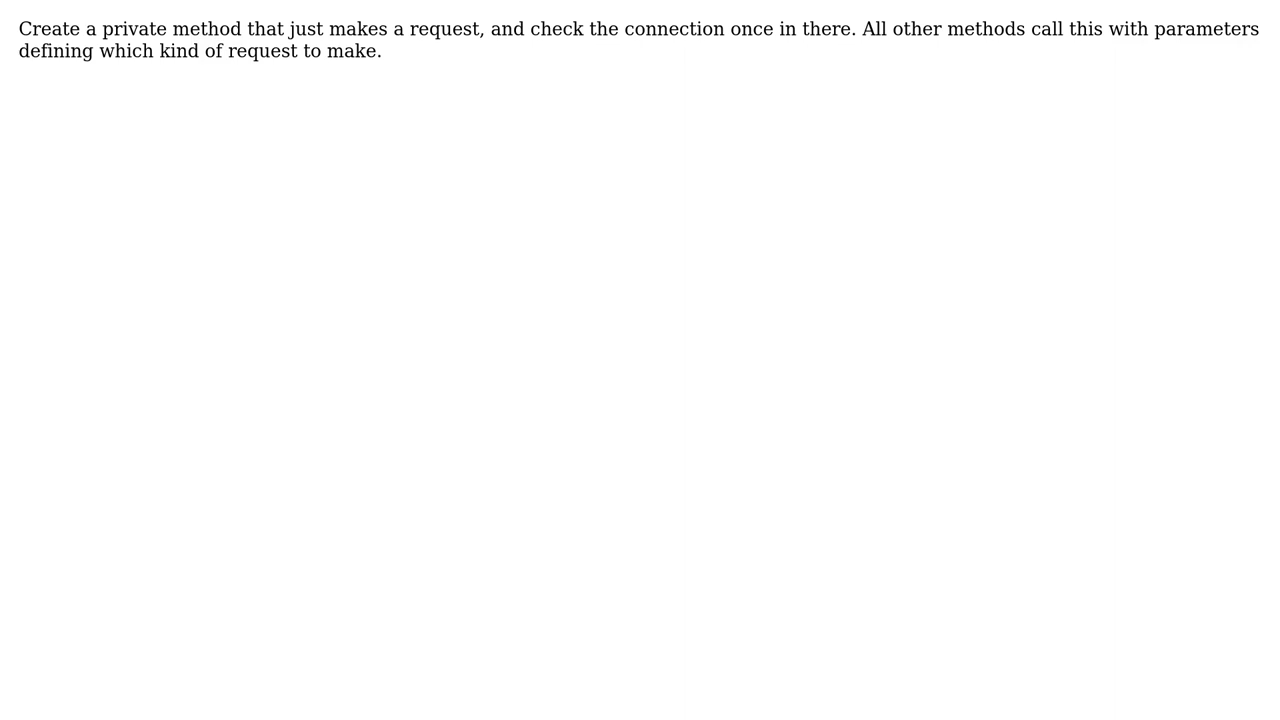 Create a private method that just makes a request, and check the connection once in there. All other methods call this with parameters
defining which kind of request to make.